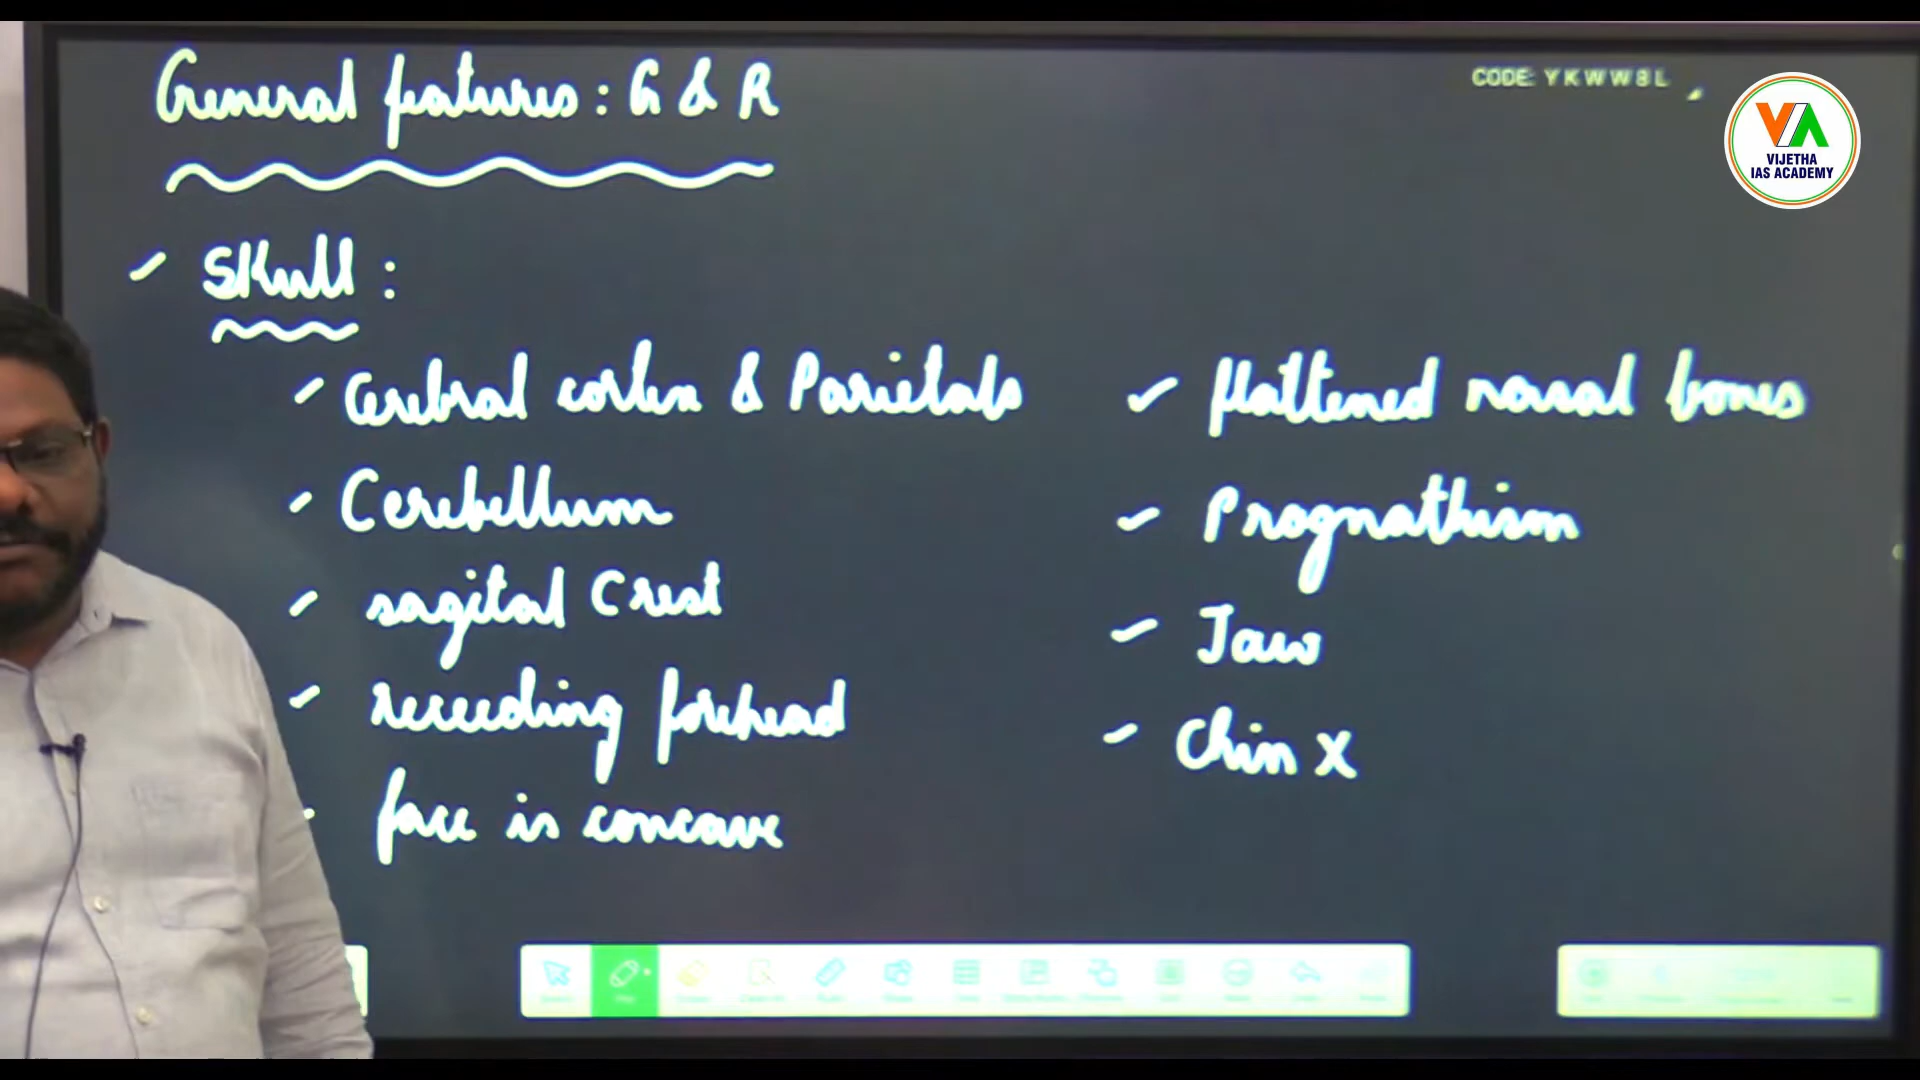 General features : G & R
CODE: YKWW8L
VIJETHA
IAS ACADEMY
Skull :
Cerebral cortex & Parietals
Cerebellum
sagital Crest
receeding forehead
face is concave
flattened nasal bones
Prognathism
Jaw
Chin x